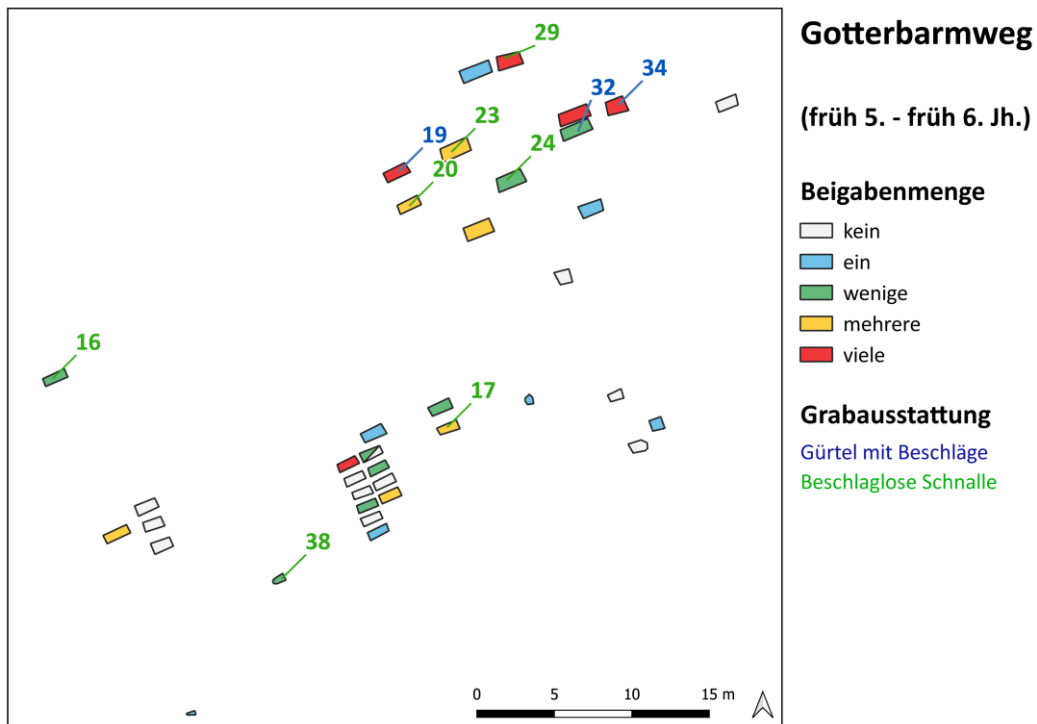 Gotterbarmweg
(früh 5. - früh 6. Jh.)
Beigabenmenge
kein
ein
wenige
mehrere
viele
Grabausstattung
Gürtel mit Beschläge
Beschlaglose Schnalle
29
34
32
23
19
24
20
16
17
38
0 5 10 15 m